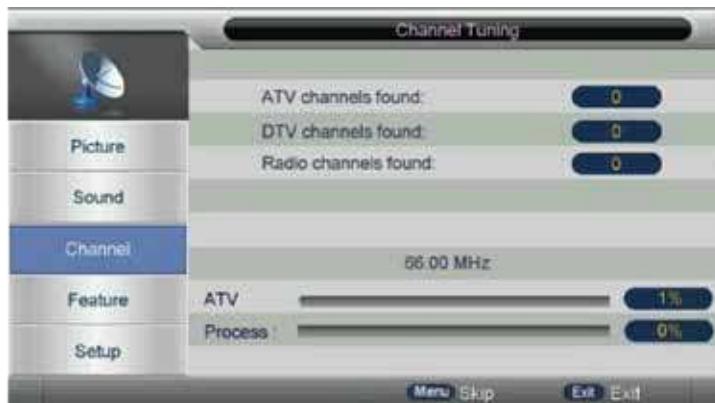 Channel Tuning
ATV channels found: 0
DTV channels found: 0
Radio channels found: 0
Picture
Sound
Channel
Feature
Setup
66.00 MHz
ATV 1%
Process : 0%
Menu Skip Exit Exit